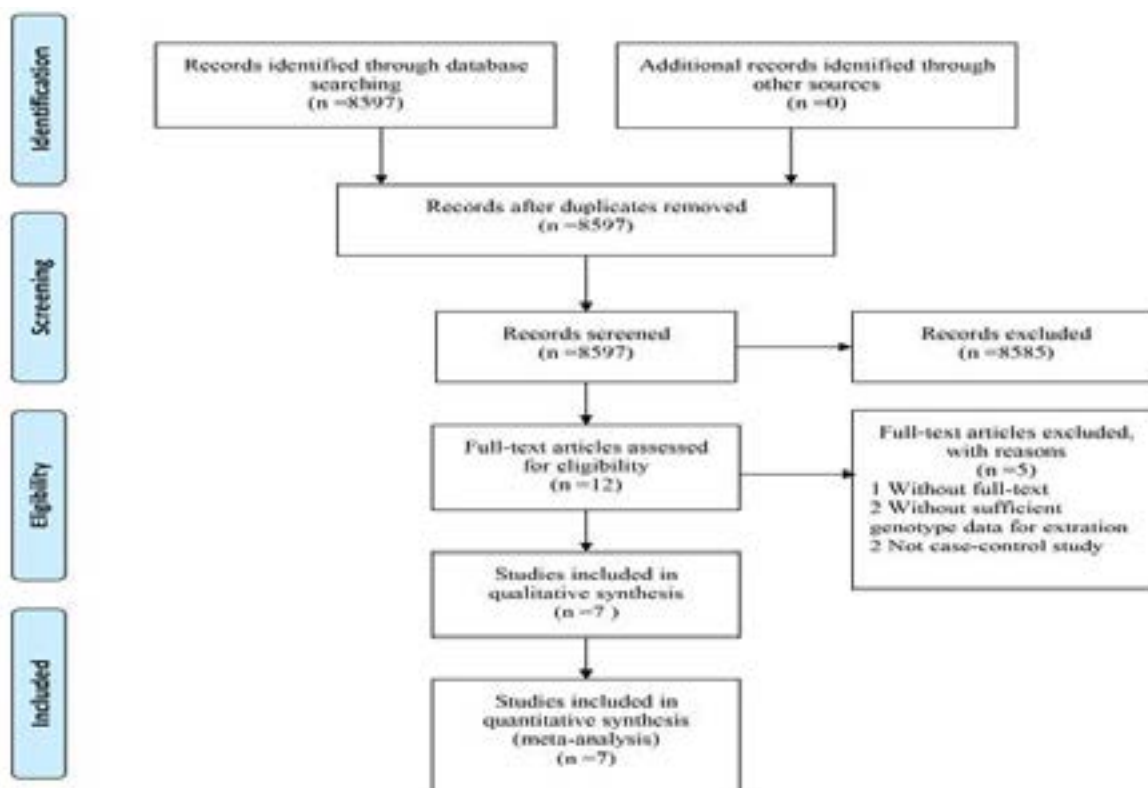 Identification
Records identified through database
searching
(n =8597)
Additional records identified through
other sources
(n =0)
Records after duplicates removed
(n =8597)
Screening
Records screened
(n =8597)
Records excluded
(n =8585)
Eligibility
Full-text articles assessed
for eligibility
(n =12)
Full-text articles excluded,
with reasons
(n =5)
1 Without full-text
2 Without sufficient
genotype data for extration
2 Not case-control study
Studies included in
qualitative synthesis
(n =7 )
Included
Studies included in
quantitative synthesis
(meta-analysis)
(n =7)